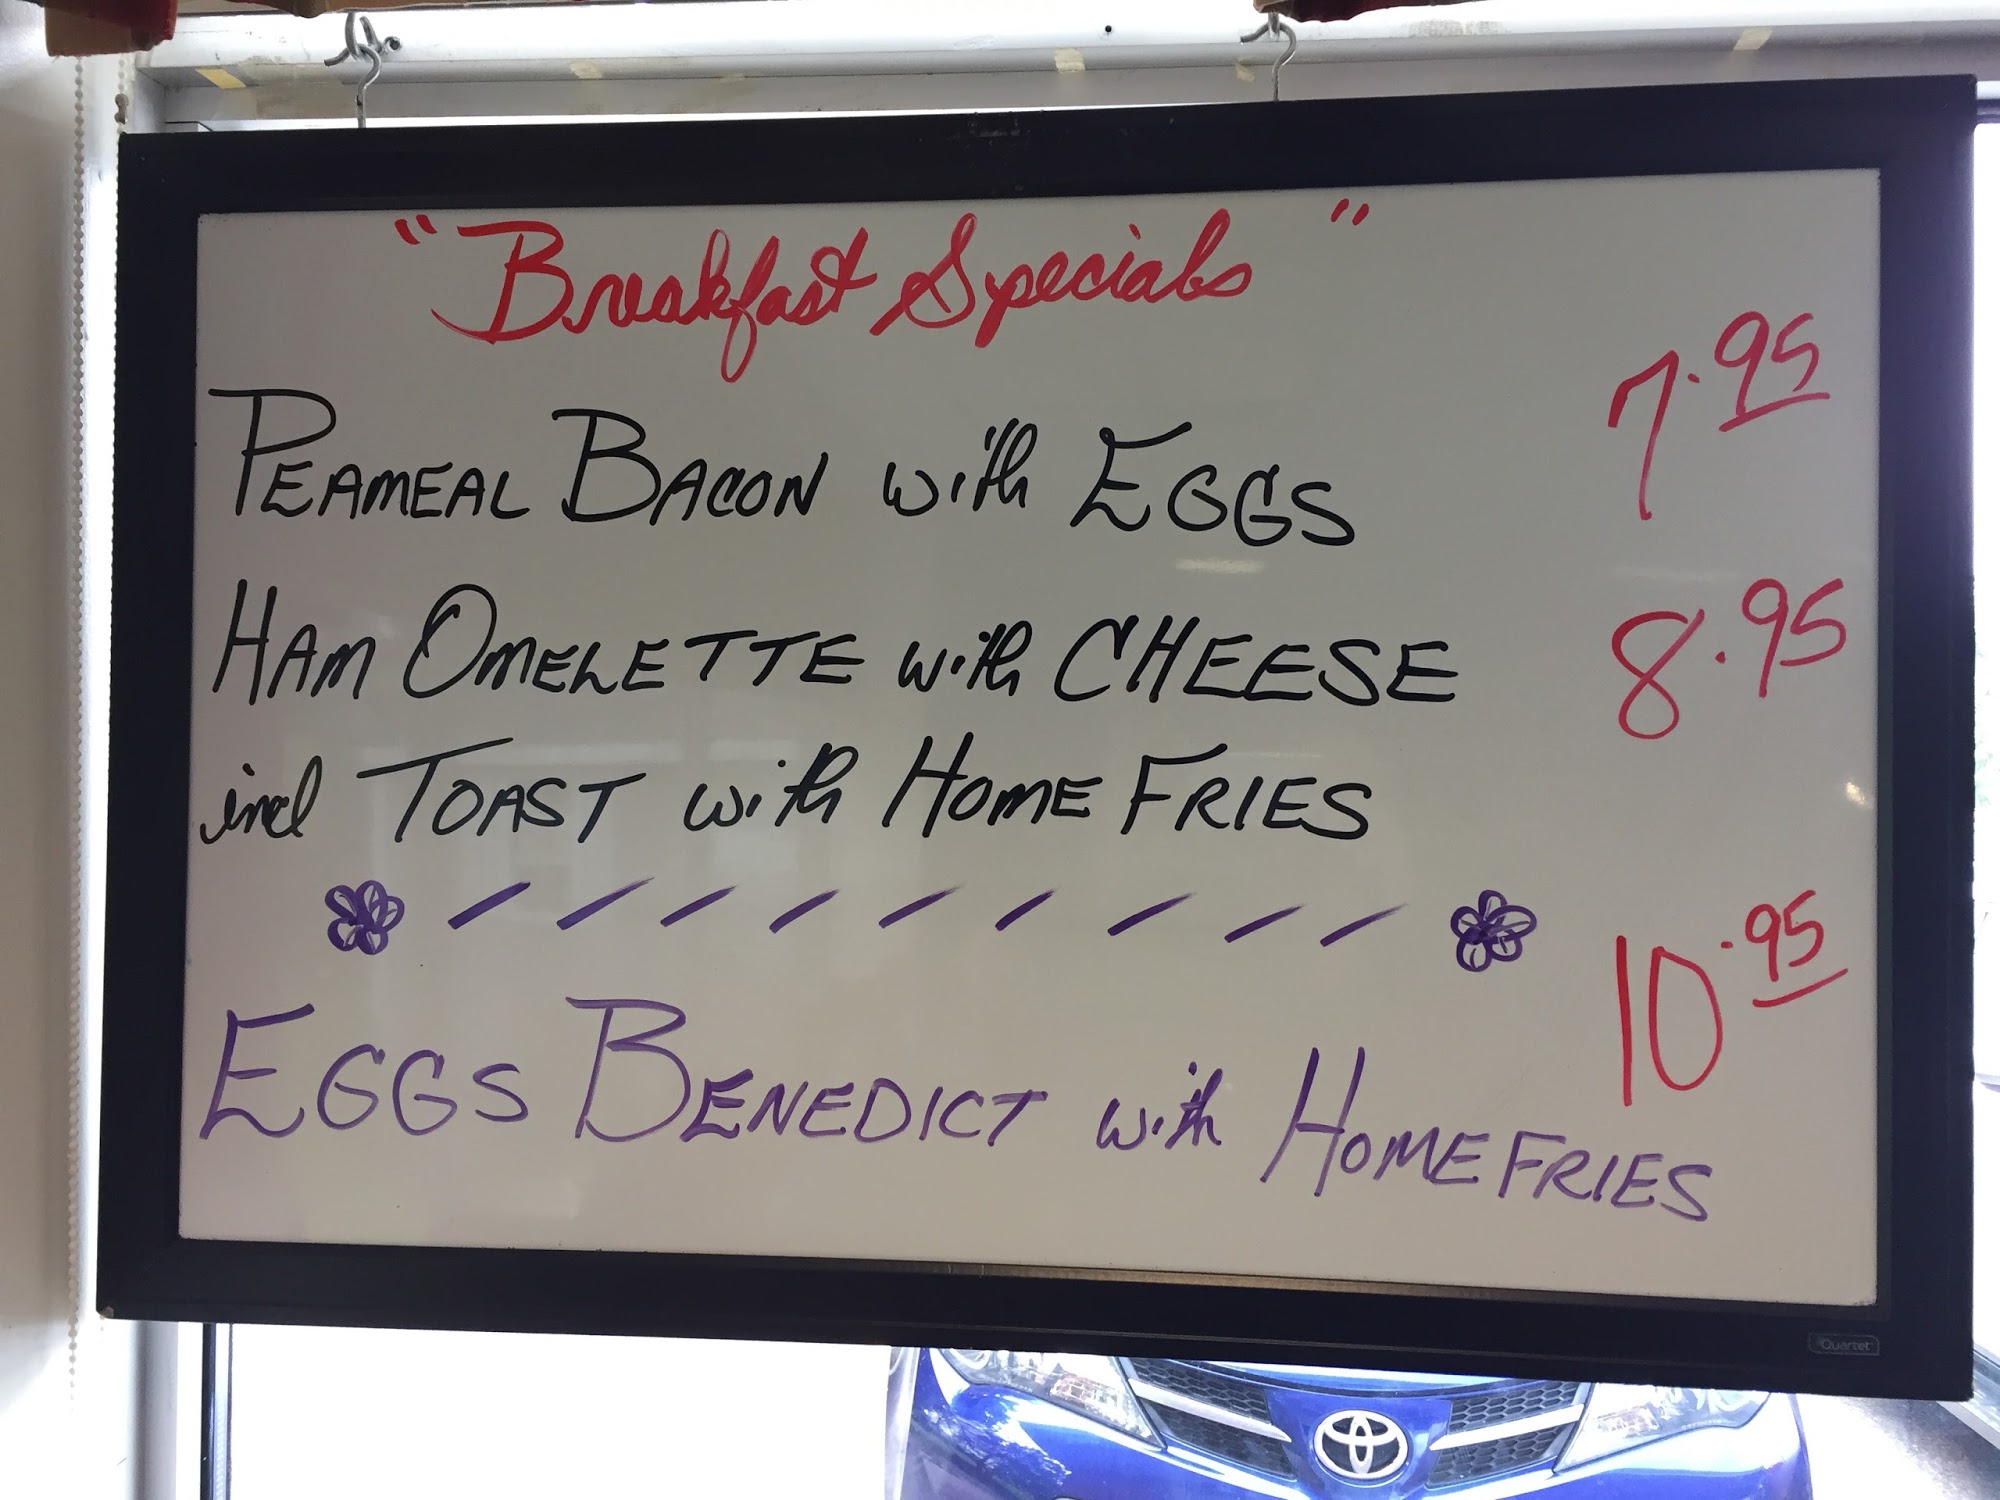 "Breakfast Specials"
PEAMEAL BACON with EGGS 7.95
HAM OMELETTE with CHEESE 8.95
incl TOAST with HOME FRIES
EGGS BENEDICT with HOME FRIES 10.95
Quartet